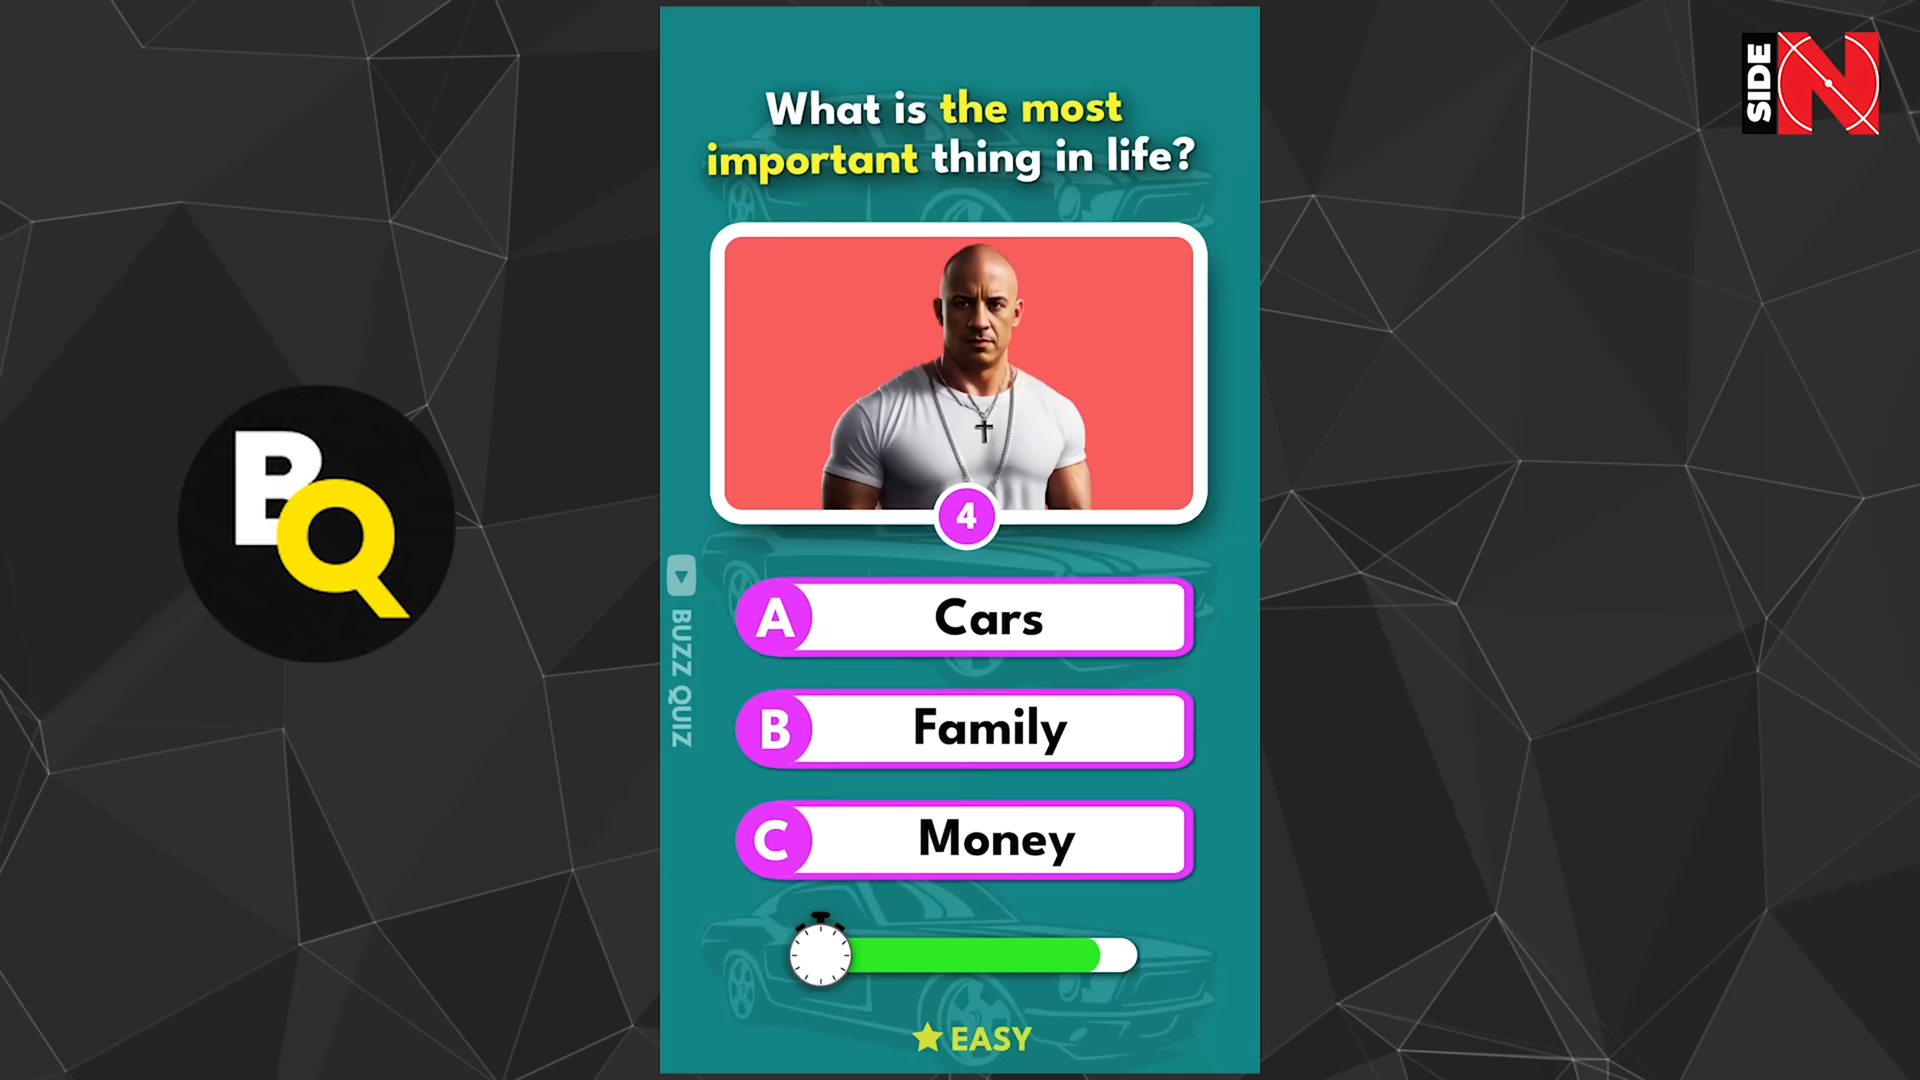 What is the most
important thing in life?
SIDE
N
BQ
4
BUZZ QUIZ
A Cars
B Family
C Money
EASY